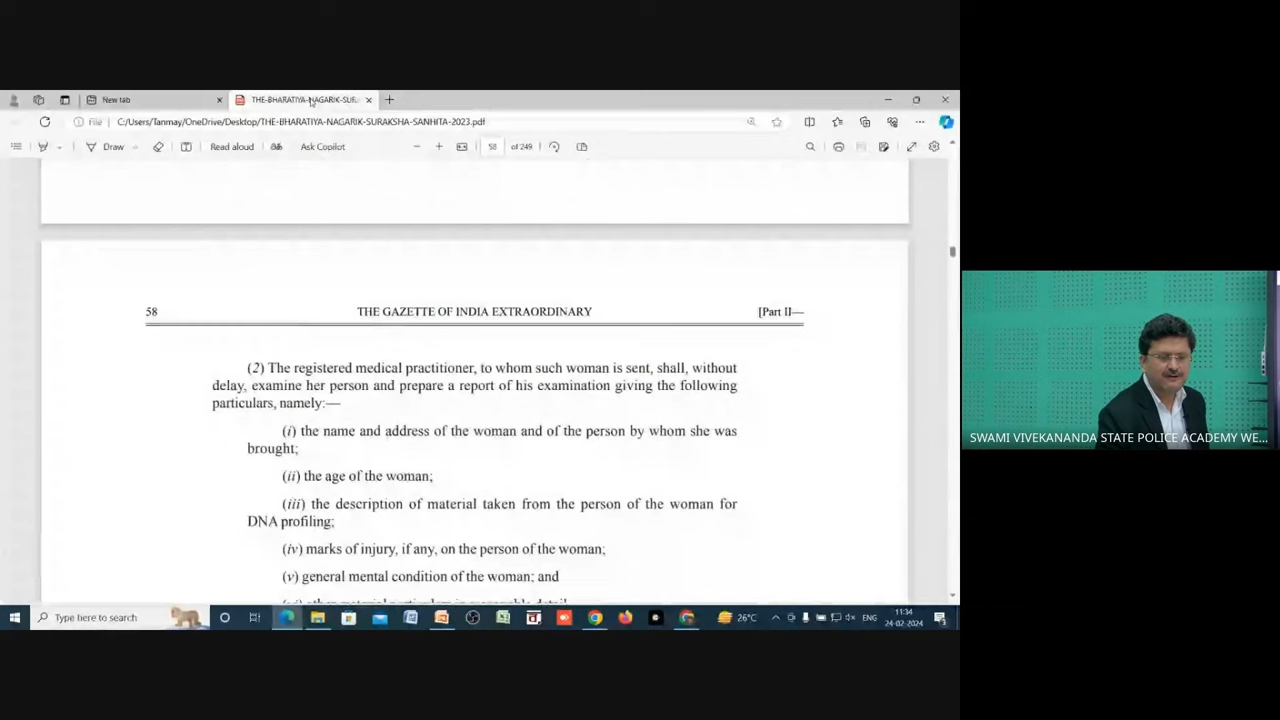 New tab
THE-BHARATIYA-NAGARIK-SUR
File C:/Users/Tanmay/OneDrive/Desktop/THE-BHARATIYA-NAGARIK-SURAKSHA-SANHITA-2023.pdf
Draw Read aloud Ask Copilot 58 of 249
58 THE GAZETTE OF INDIA EXTRAORDINARY [Part II—
(2) The registered medical practitioner, to whom such woman is sent, shall, without
delay, examine her person and prepare a report of his examination giving the following
particulars, namely:—
(i) the name and address of the woman and of the person by whom she was
brought;
(ii) the age of the woman;
(iii) the description of material taken from the person of the woman for
DNA profiling;
(iv) marks of injury, if any, on the person of the woman;
(v) general mental condition of the woman; and
SWAMI VIVEKANANDA STATE POLICE ACADEMY WE...
Type here to search
26°C ENG 11:34
24-02-2024